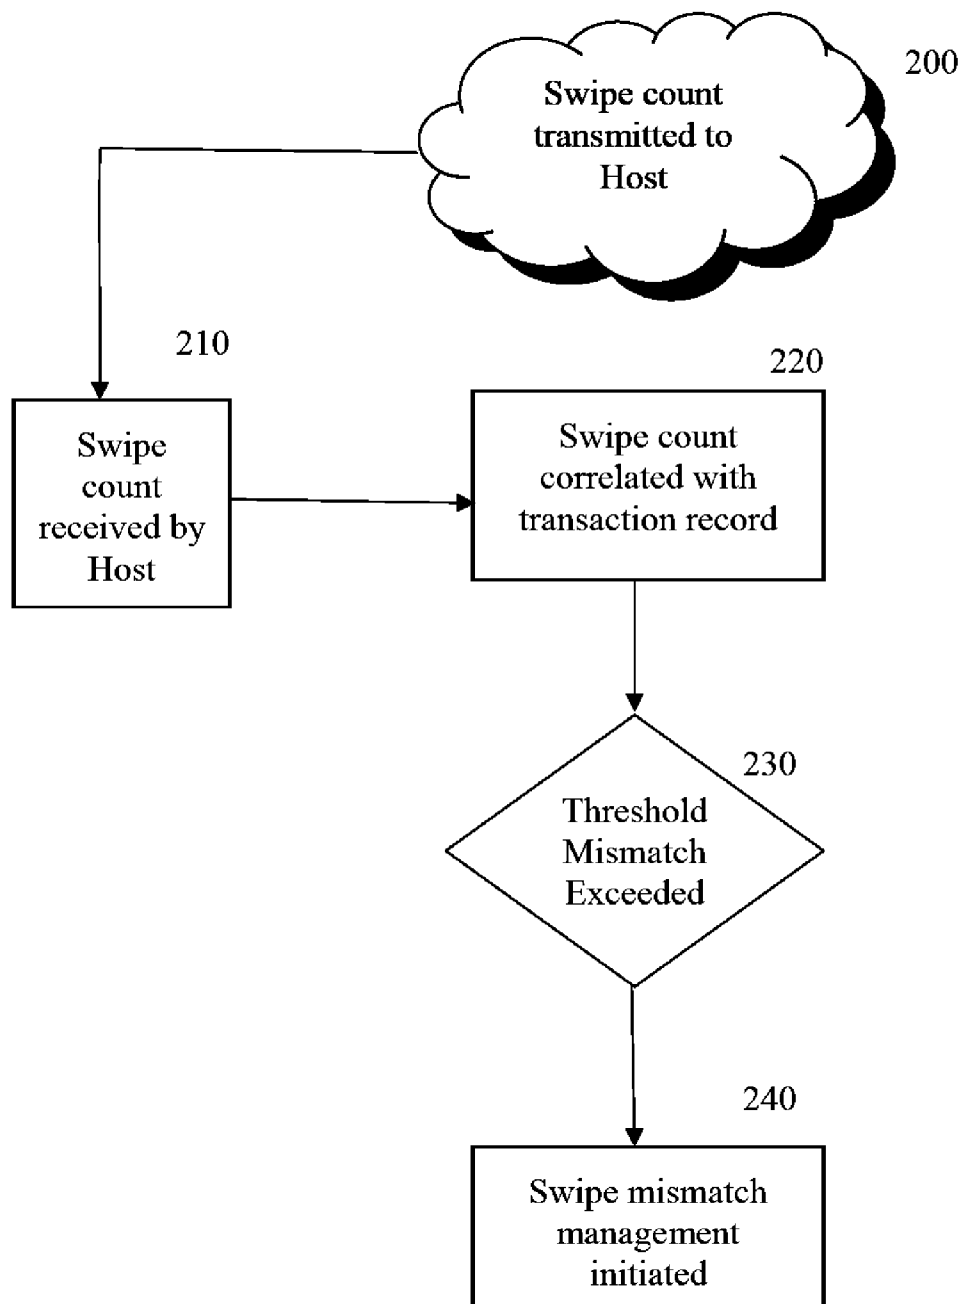 200
Swipe count
transmitted to
Host
210
Swipe
count
received by
Host
220
Swipe count
correlated with
transaction record
230
Threshold
Mismatch
Exceeded
240
Swipe mismatch
management
initiated